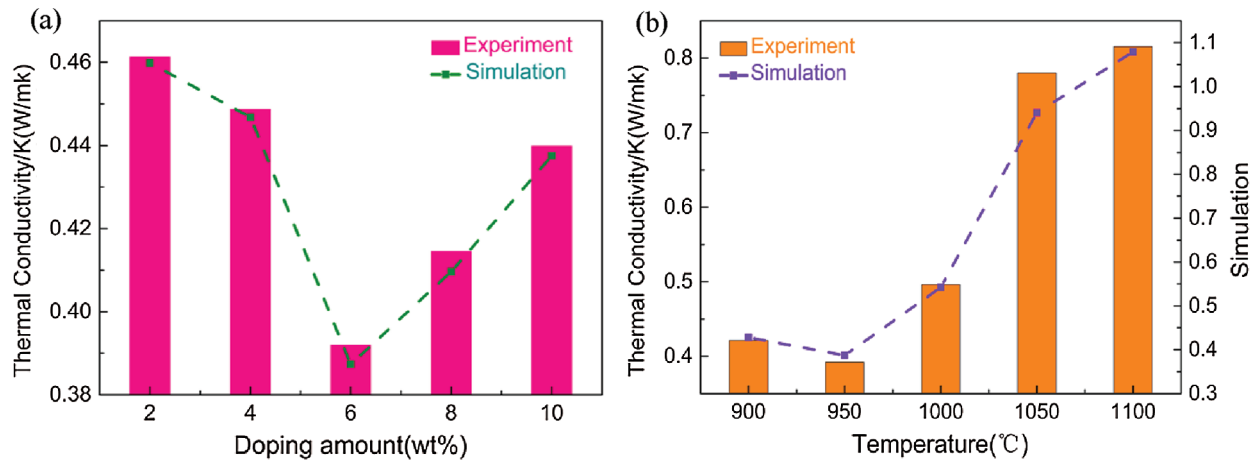 (a)
Experiment
Simulation
Thermal Conductivity/K(W/mk)
0.46
0.44
0.42
0.40
0.38
2 4 6 8 10
Doping amount(wt%)
(b)
Experiment
Simulation
Thermal Conductivity/K(W/mk)
0.8
0.7
0.6
0.5
0.4
1.1
1.0
0.9
0.8
0.7
0.6
0.5
0.4
0.3
Simulation
900 950 1000 1050 1100
Temperature(℃)